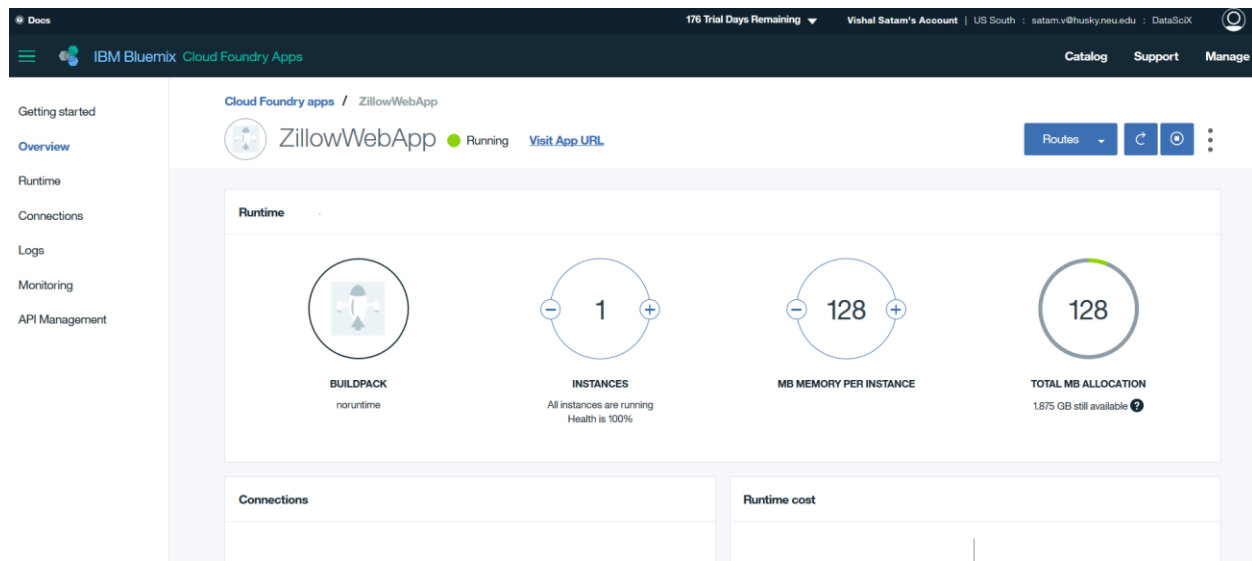 Docs
176 Trial Days Remaining
Vishal Satam's Account | US South : satam.v@husky.neu.edu : DataSciX
IBM Bluemix Cloud Foundry Apps
Catalog Support Manage
Getting started
Overview
Runtime
Connections
Logs
Monitoring
API Management
Cloud Foundry apps / ZillowWebApp
ZillowWebApp Running Visit App URL
Routes
Runtime
BUILDPACK
noruntime
1
INSTANCES
All instances are running
Health is 100%
128
MB MEMORY PER INSTANCE
128
TOTAL MB ALLOCATION
1.875 GB still available ?
Connections
Runtime cost